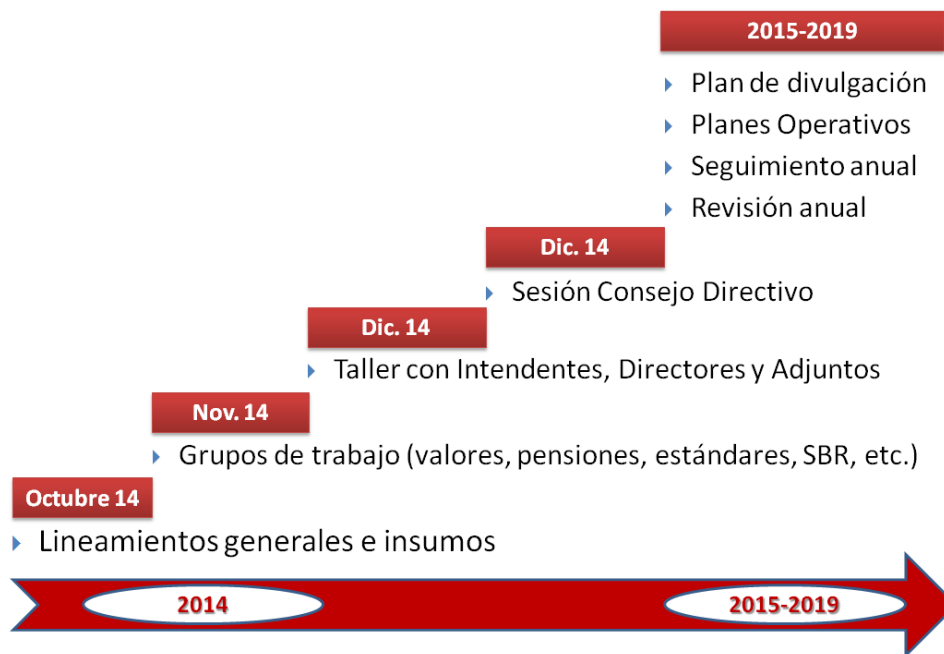 2015-2019
Plan de divulgación
Planes Operativos
Seguimiento anual
Revisión anual
Dic. 14
Sesión Consejo Directivo
Dic. 14
Taller con Intendentes, Directores y Adjuntos
Nov. 14
Grupos de trabajo (valores, pensiones, estándares, SBR, etc.)
Octubre 14
Lineamientos generales e insumos
2014
2015-2019